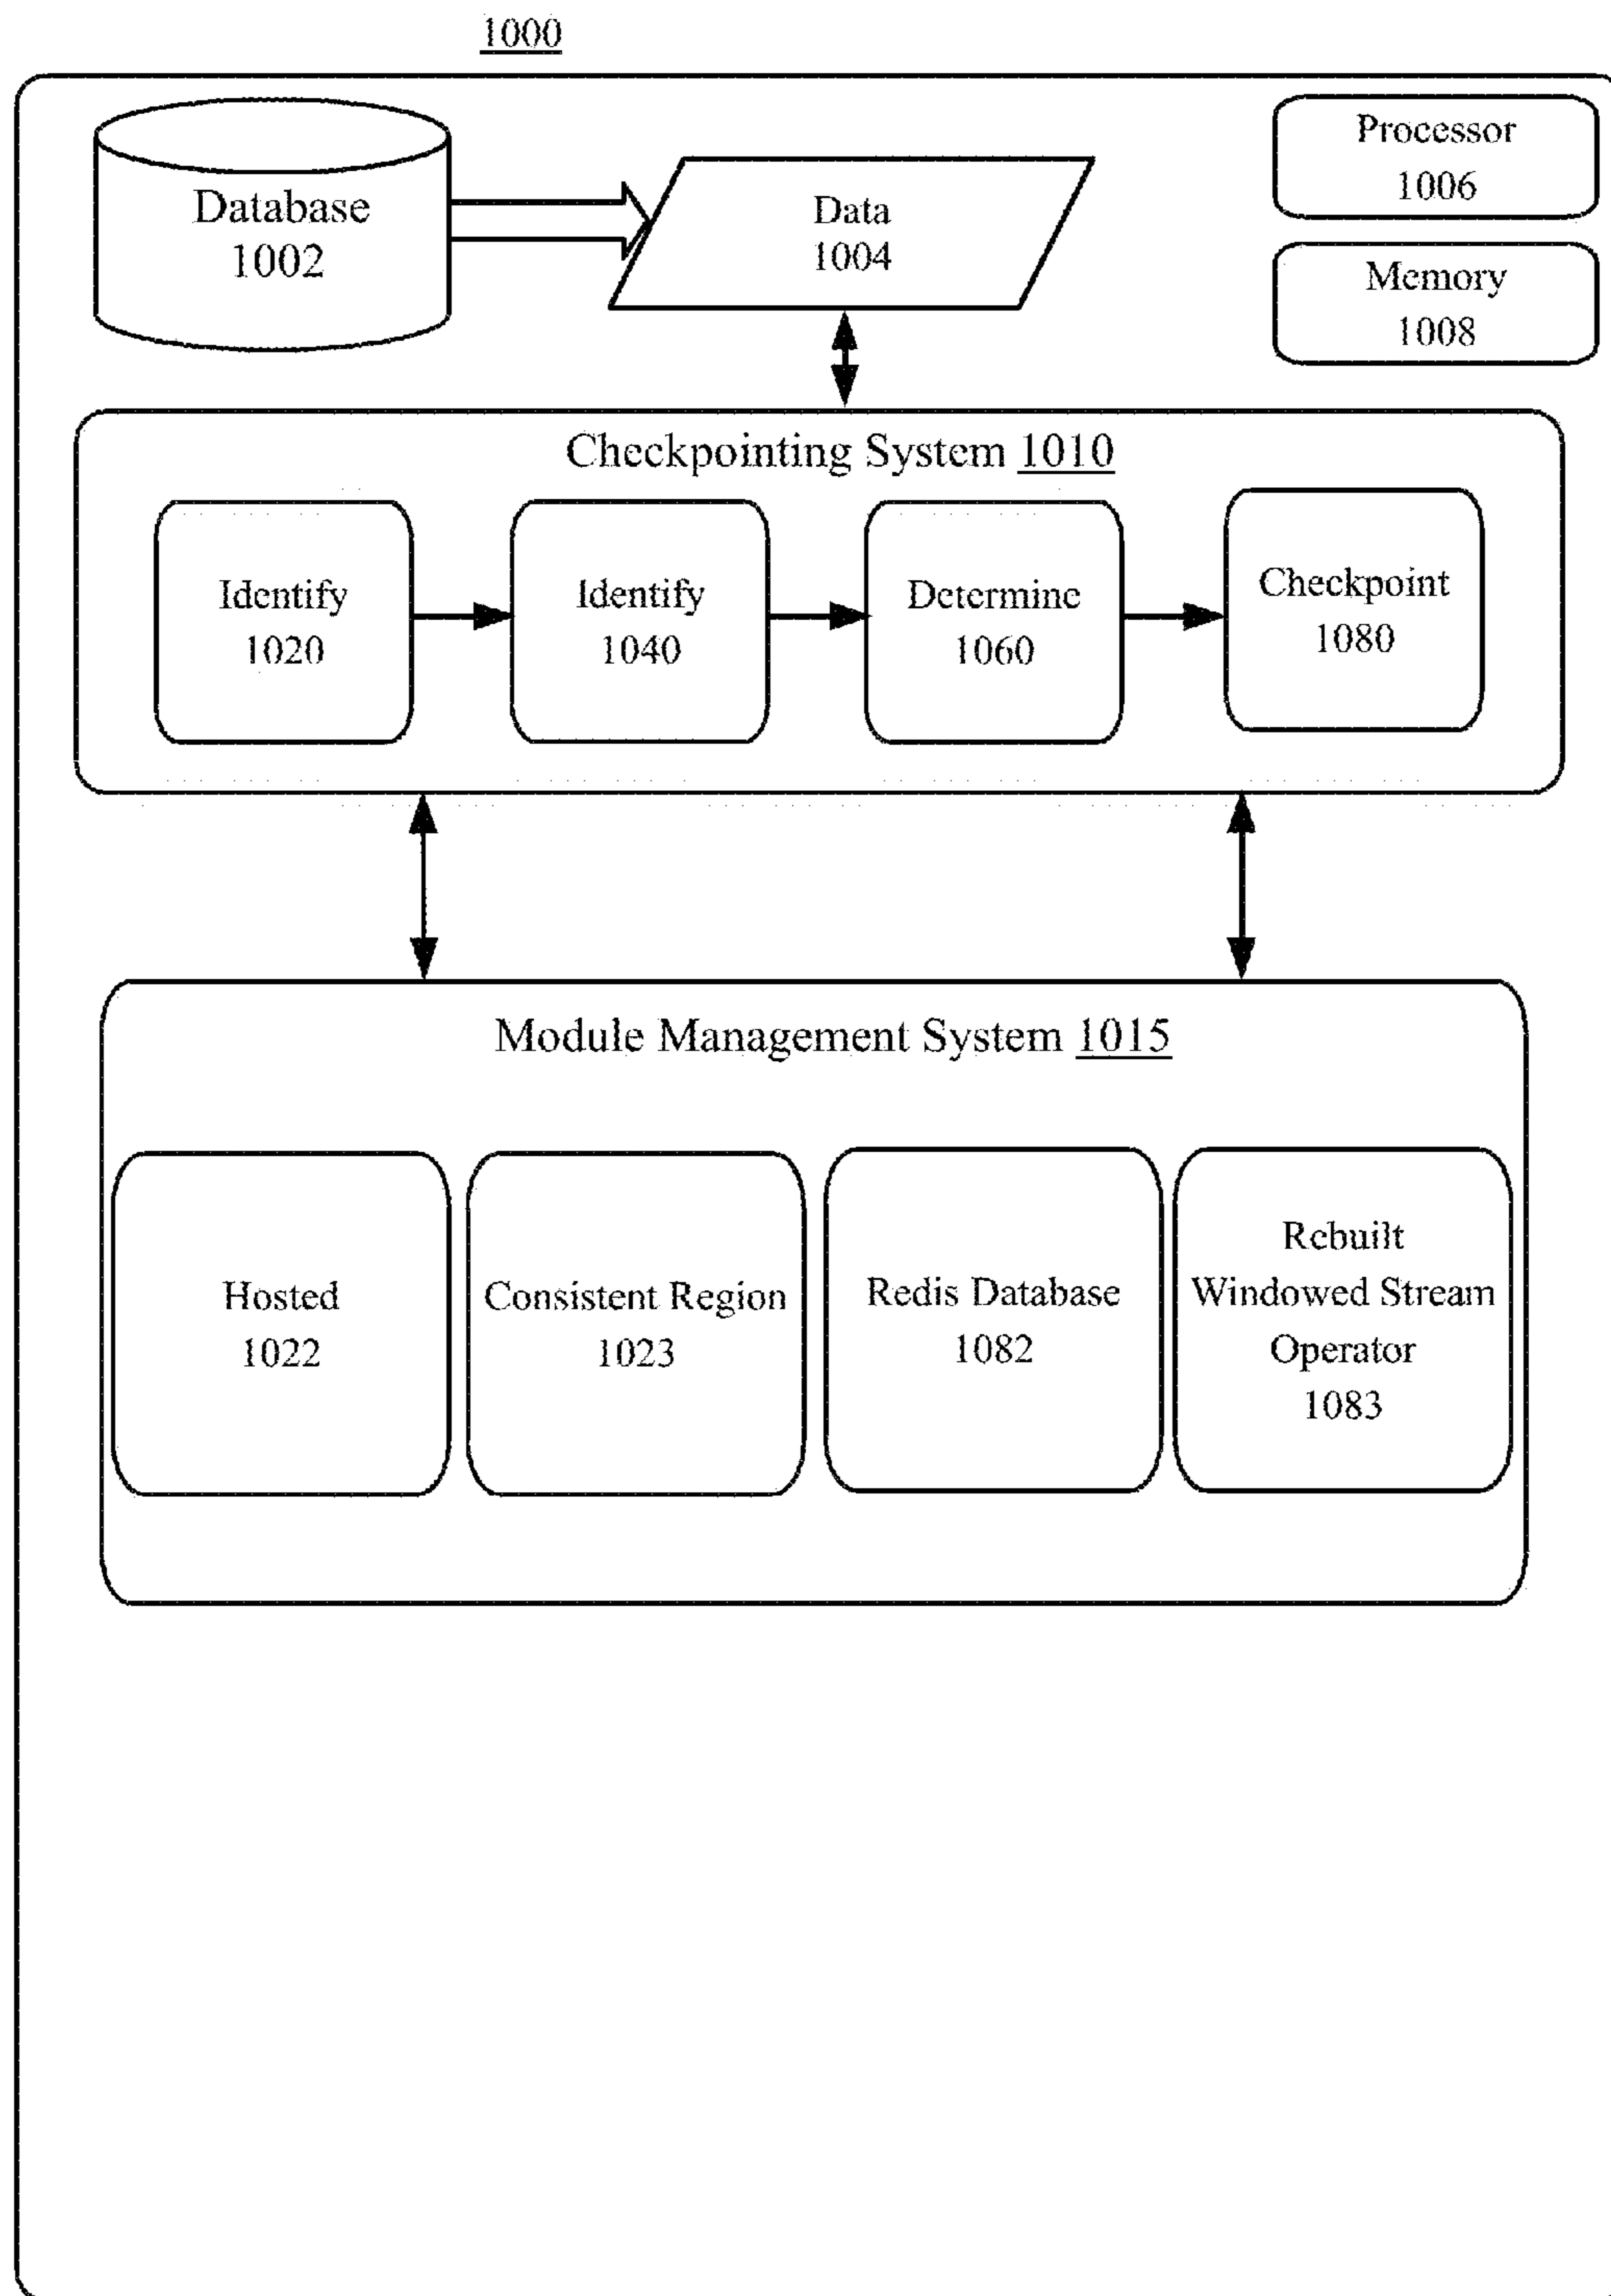 1000
Database
1002
Data
1004
Processor
1006
Memory
1008
Checkpointing System 1010
Identify
1020
Identify
1040
Determine
1060
Checkpoint
1080
Module Management System 1015
Hosted
1022
Consistent Region
1023
Redis Database
1082
Rebuilt
Windowed Stream
Operator
1083